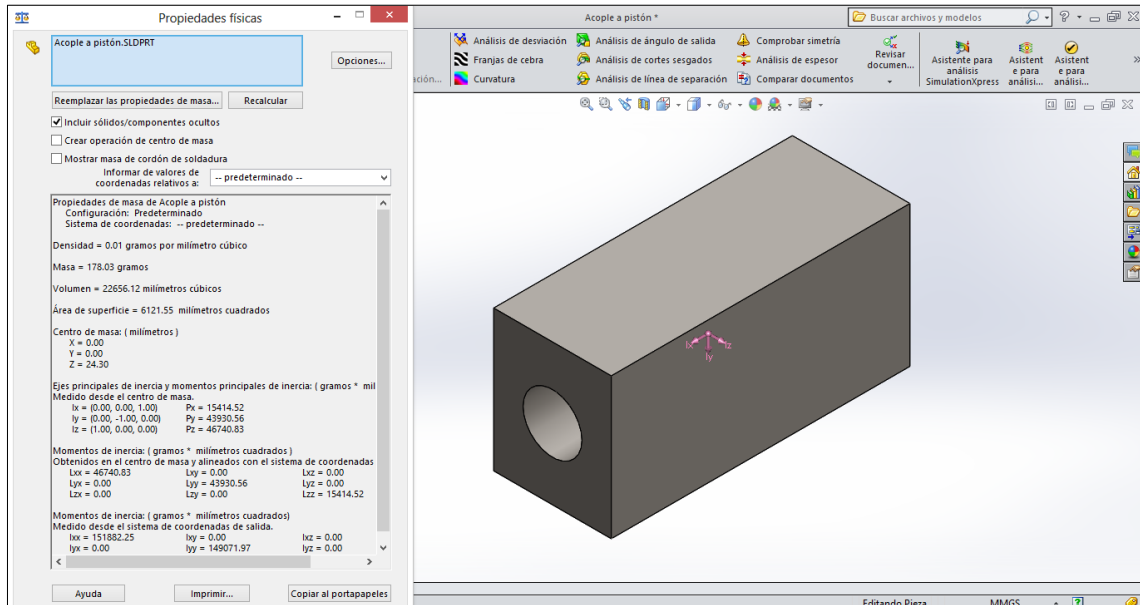 Propiedades físicas
Acople a pistón.SLDPRT
Opciones...
Reemplazar las propiedades de masa...
Recalcular
Incluir sólidos/componentes ocultos
Crear operación de centro de masa
Mostrar masa de cordón de soldadura
Informar de valores de
coordenadas relativos a:
-- predeterminado --
Propiedades de masa de Acople a pistón
Configuración: Predeterminado
Sistema de coordenadas: -- predeterminado --
Densidad = 0.01 gramos por milímetro cúbico
Masa = 178.03 gramos
Volumen = 22656.12 milímetros cúbicos
Área de superficie = 6121.55 milímetros cuadrados
Centro de masa: ( milímetros )
X = 0.00
Y = 0.00
Z = 24.30
Ejes principales de inercia y momentos principales de inercia: ( gramos * mil
Medido desde el centro de masa.
Ix = (0.00, 0.00, 1.00) Px = 15414.52
Iy = (0.00, -1.00, 0.00) Py = 43930.56
Iz = (1.00, 0.00, 0.00) Pz = 46740.83
Momentos de inercia: ( gramos * milímetros cuadrados )
Obtenidos en el centro de masa y alineados con el sistema de coordenadas
Lxx = 46740.83 Lxy = 0.00 Lxz = 0.00
Lyx = 0.00 Lyy = 43930.56 Lyz = 0.00
Lzx = 0.00 Lzy = 0.00 Lzz = 15414.52
Momentos de inercia: ( gramos * milímetros cuadrados)
Medido desde el sistema de coordenadas de salida.
Ixx = 151882.25 Ixy = 0.00 Ixz = 0.00
Iyx = 0.00 Iyy = 149071.97 Iyz = 0.00
Ayuda
Imprimir...
Copiar al portapapeles
Acople a pistón *
Buscar archivos y modelos
Análisis de desviación
Análisis de ángulo de salida
Comprobar simetría
Franjas de cebra
Análisis de cortes sesgados
Análisis de espesor
Curvatura
Análisis de línea de separación
Comparar documentos
ación...
Revisar
documen...
Asistente para
análisis
SimulationXpress
Asistent
e para
análisi...
Asistent
e para
análisi...
Ix
Iy
Iz
Editando Pieza
MMGS